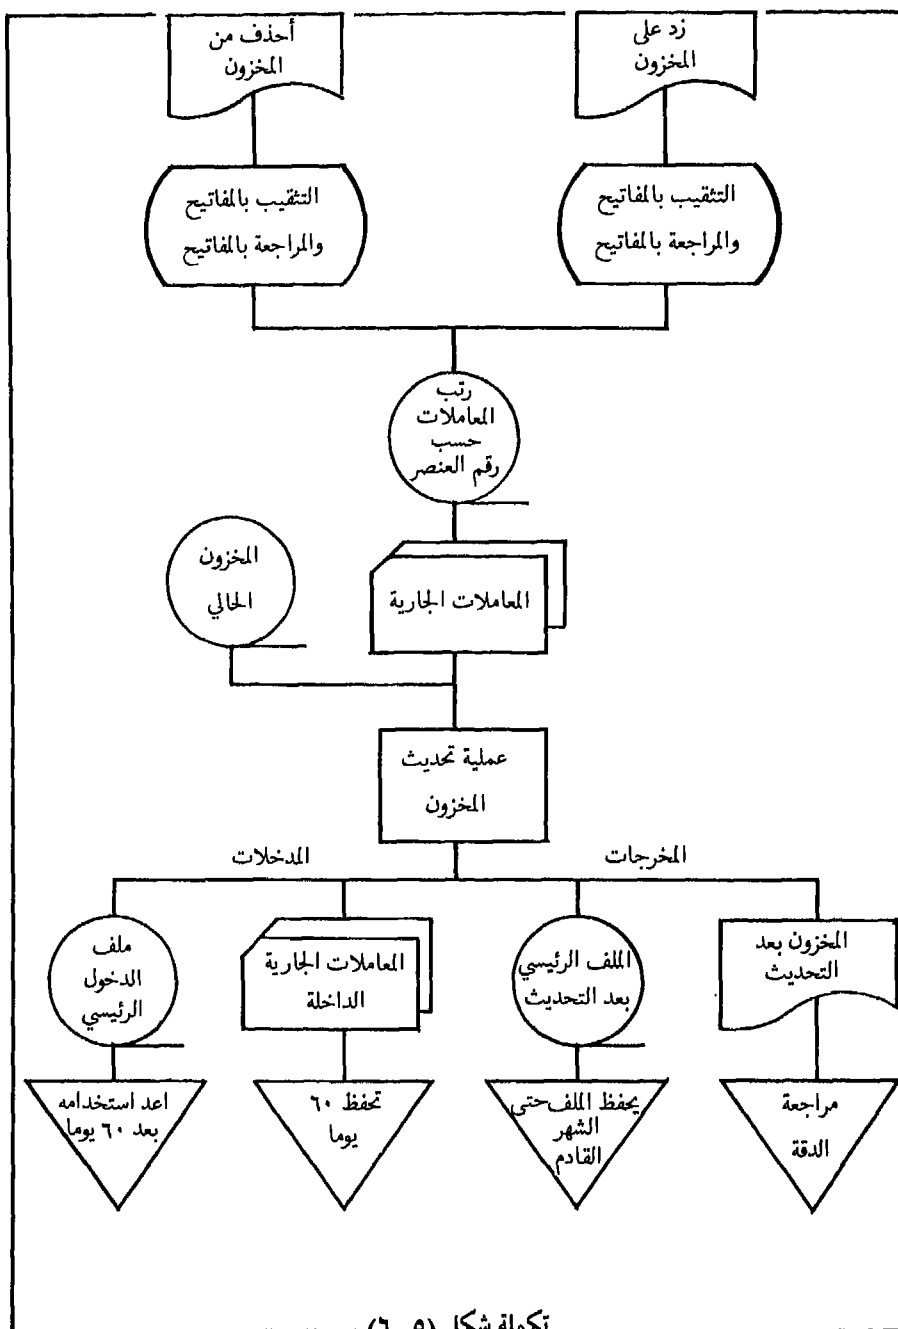 زد على
المخزون
أحذف من
المخزون
التثقيب بالمفاتيح
والمراجعة بالمفاتيح
التثقيب بالمفاتيح
والمراجعة بالمفاتيح
رتب
المعاملات
حسب
رقم العنصر
المعاملات الجارية
المخزون
الحالي
عملية تحديث
المخزون
المخرجات
المدخلات
المخزون بعد
التحديث
الملف الرئيسي
بعد التحديث
المعاملات الجارية
الداخلة
ملف
الدخول
الرئيسي
مراجعة
الدقة
يحفظ الملف حتى
الشهر
القادم
تحفظ ٦٠
يوما
اعد استخدامه
بعد ٦٠ يوما
تكملة شكل (٩ ـ ٦)